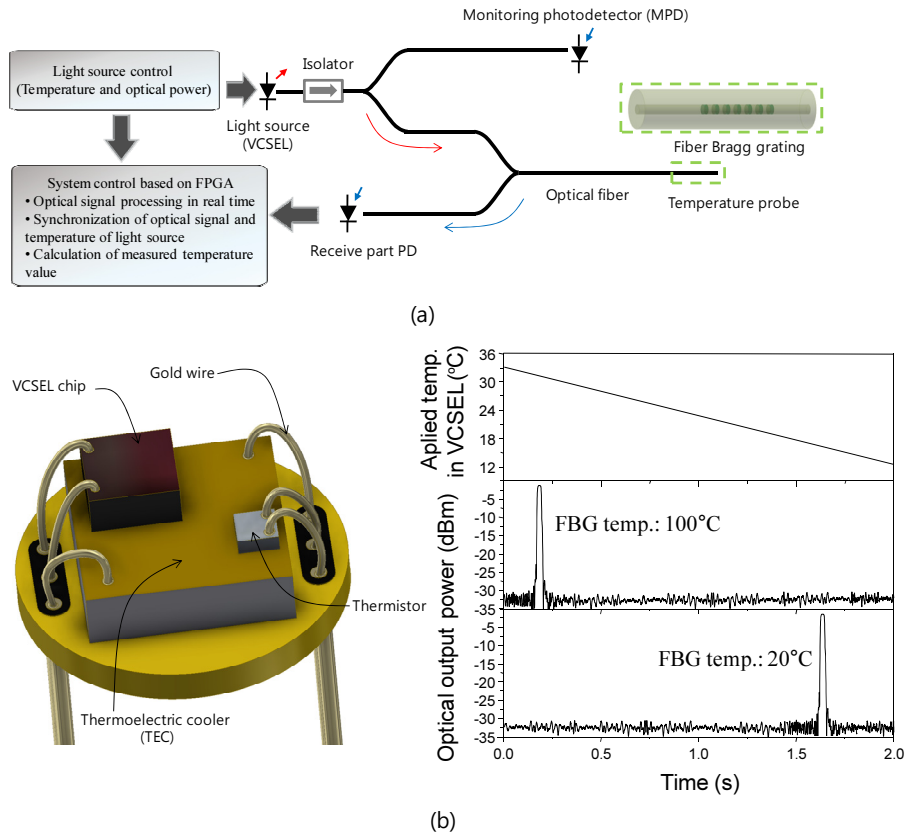 Monitoring photodetector (MPD)
Light source control
(Temperature and optical power)
Isolator
Light source
(VCSEL)
Fiber Bragg grating
System control based on FPGA
• Optical signal processing in real time
• Synchronization of optical signal and
temperature of light source
• Calculation of measured temperature
value
Optical fiber
Temperature probe
Receive part PD
(a)
VCSEL chip
Gold wire
Thermistor
Thermoelectric cooler
(TEC)
Aplied temp.
in VCSEL (°C)
36
30
24
18
12
Optical output power (dBm)
-5
-10
-15
-20
-25
-30
-35
FBG temp.: 100°C
-5
-10
-15
-20
-25
-30
-35
FBG temp.: 20°C
0.0 0.5 1.0 1.5 2.0
Time (s)
(b)